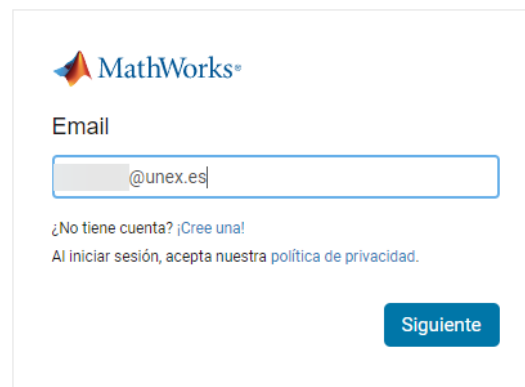 MathWorks®
Email
@unex.es
¿No tiene cuenta? ¡Cree una!
Al iniciar sesión, acepta nuestra política de privacidad.
Siguiente